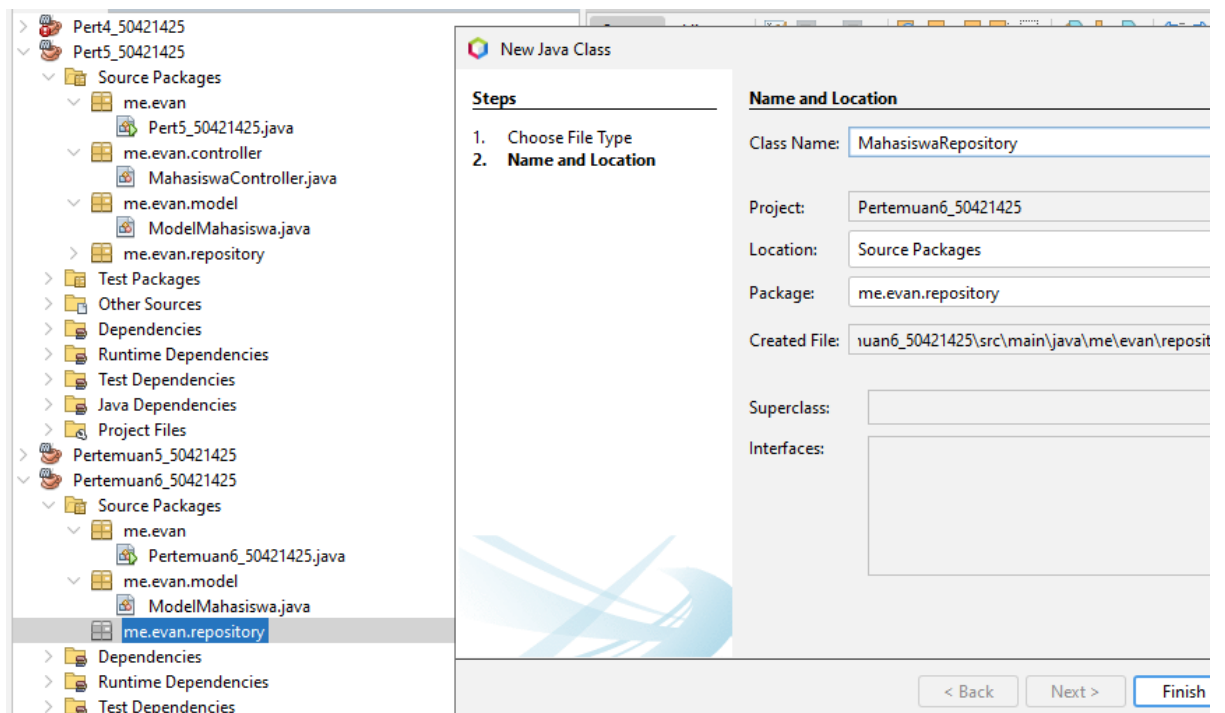 Pert4_50421425
Pert5_50421425
Source Packages
me.evan
Pert5_50421425.java
me.evan.controller
MahasiswaController.java
me.evan.model
ModelMahasiswa.java
me.evan.repository
Test Packages
Other Sources
Dependencies
Runtime Dependencies
Test Dependencies
Java Dependencies
Project Files
Pertemuan5_50421425
Pertemuan6_50421425
Source Packages
me.evan
Pertemuan6_50421425.java
me.evan.model
ModelMahasiswa.java
me.evan.repository
Dependencies
Runtime Dependencies
Test Dependencies
New Java Class
Steps
1. Choose File Type
2. Name and Location
Name and Location
Class Name: MahasiswaRepository
Project: Pertemuan6_50421425
Location: Source Packages
Package: me.evan.repository
Created File: uan6_50421425\src\main\java\me\evan\reposit
Superclass:
Interfaces:
< Back Next > Finish